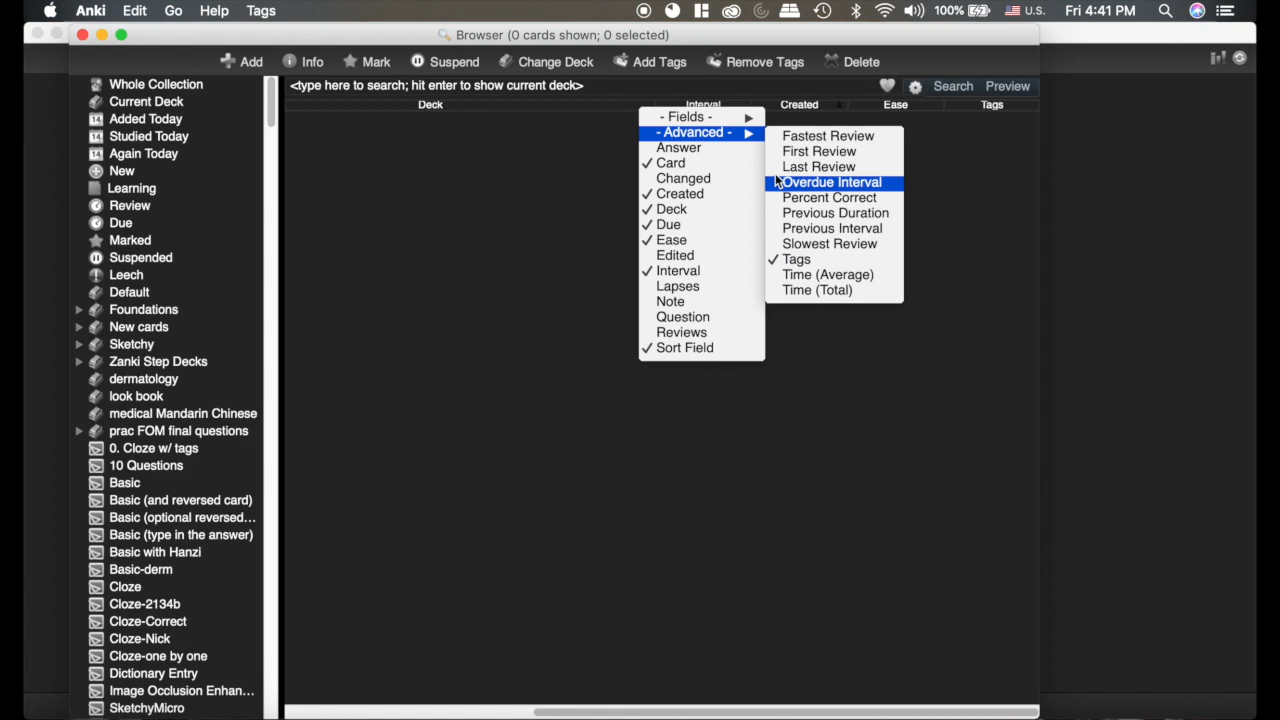 Anki Edit Go Help Tags 100% U.S. Fri 4:41 PM
Browser (0 cards shown; 0 selected)
Add Info Mark Suspend Change Deck Add Tags Remove Tags Delete
<type here to search; hit enter to show current deck> Search Preview
Deck Interval Created Ease Tags
Whole Collection
Current Deck
Added Today
Studied Today
Again Today
New
Learning
Review
Due
Marked
Suspended
Leech
Default
Foundations
New cards
Sketchy
Zanki Step Decks
dermatology
look book
medical Mandarin Chinese
prac FOM final questions
0. Cloze w/ tags
10 Questions
Basic
Basic (and reversed card)
Basic (optional reversed...
Basic (type in the answer)
Basic with Hanzi
Basic-derm
Cloze
Cloze-2134b
Cloze-Correct
Cloze-Nick
Cloze-one by one
Dictionary Entry
Image Occlusion Enhan...
SketchyMicro
- Fields -
- Advanced -
Answer
Card
Changed
Created
Deck
Due
Ease
Edited
Interval
Lapses
Note
Question
Reviews
Sort Field
Fastest Review
First Review
Last Review
Overdue Interval
Percent Correct
Previous Duration
Previous Interval
Slowest Review
Tags
Time (Average)
Time (Total)